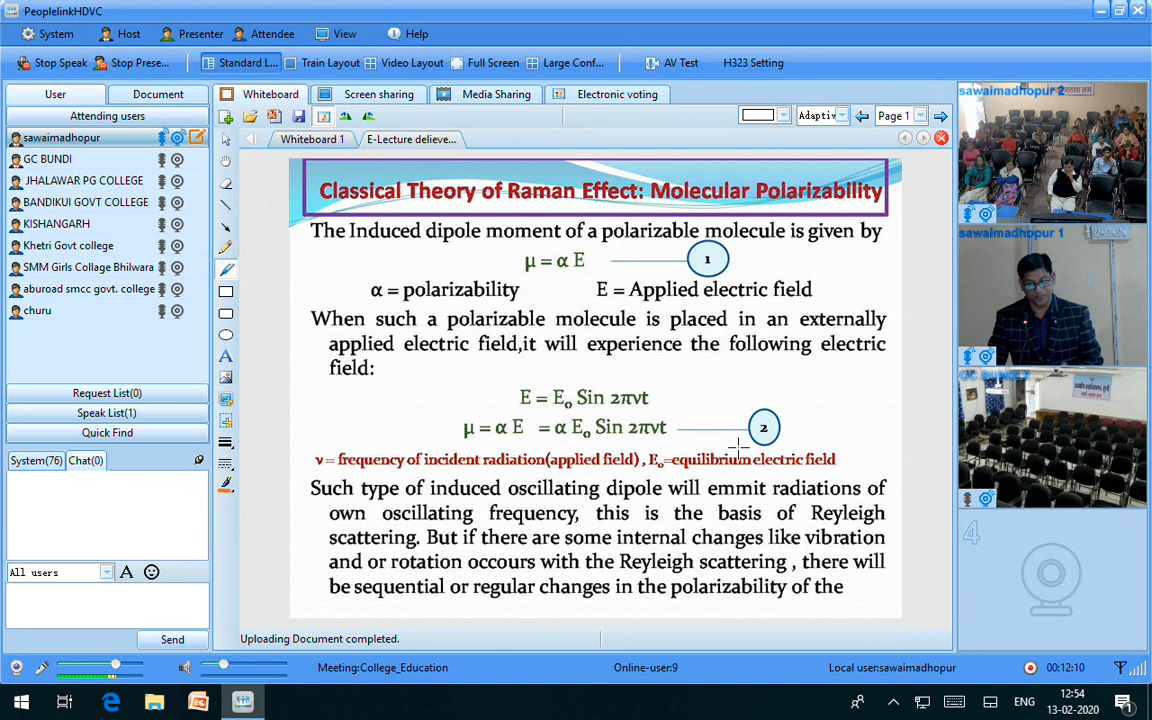 PeoplelinkHDVC
System Host Presenter Attendee View Help
Stop Speak Stop Prese... Standard L... Train Layout Video Layout Full Screen Large Conf... AV Test H323 Setting
User Document
Attending users
sawaimadhopur
GC BUNDI
JHALAWAR PG COLLEGE
BANDIKUI GOVT COLLEGE
KISHANGARH
Khetri Govt college
SMM Girls Collage Bhilwara
aburoad smcc govt. college
churu
Request List(0)
Speak List(1)
Quick Find
System(76) Chat(0)
All users A
Send
Whiteboard Screen sharing Media Sharing Electronic voting
Adaptiv Page 1
Whiteboard 1 E-Lecture delieve...
Classical Theory of Raman Effect: Molecular Polarizability
The Induced dipole moment of a polarizable molecule is given by
μ = α E 1
α = polarizability E = Applied electric field
When such a polarizable molecule is placed in an externally
applied electric field,it will experience the following electric
field:
E = Eo Sin 2πνt
μ = α E = α Eo Sin 2πνt 2
ν = frequency of incident radiation(applied field) , Eo=equilibrium electric field
Such type of induced oscillating dipole will emmit radiations of
own oscillating frequency, this is the basis of Reyleigh
scattering. But if there are some internal changes like vibration
and or rotation occours with the Reyleigh scattering , there will
be sequential or regular changes in the polarizability of the
Uploading Document completed.
sawaimadhopur 2
sawaimadhopur 1
GC BUNDI 2
4
Meeting:College_Education Online-user:9 Local user:sawaimadhopur 00:12:10
ENG 12:54
13-02-2020
1